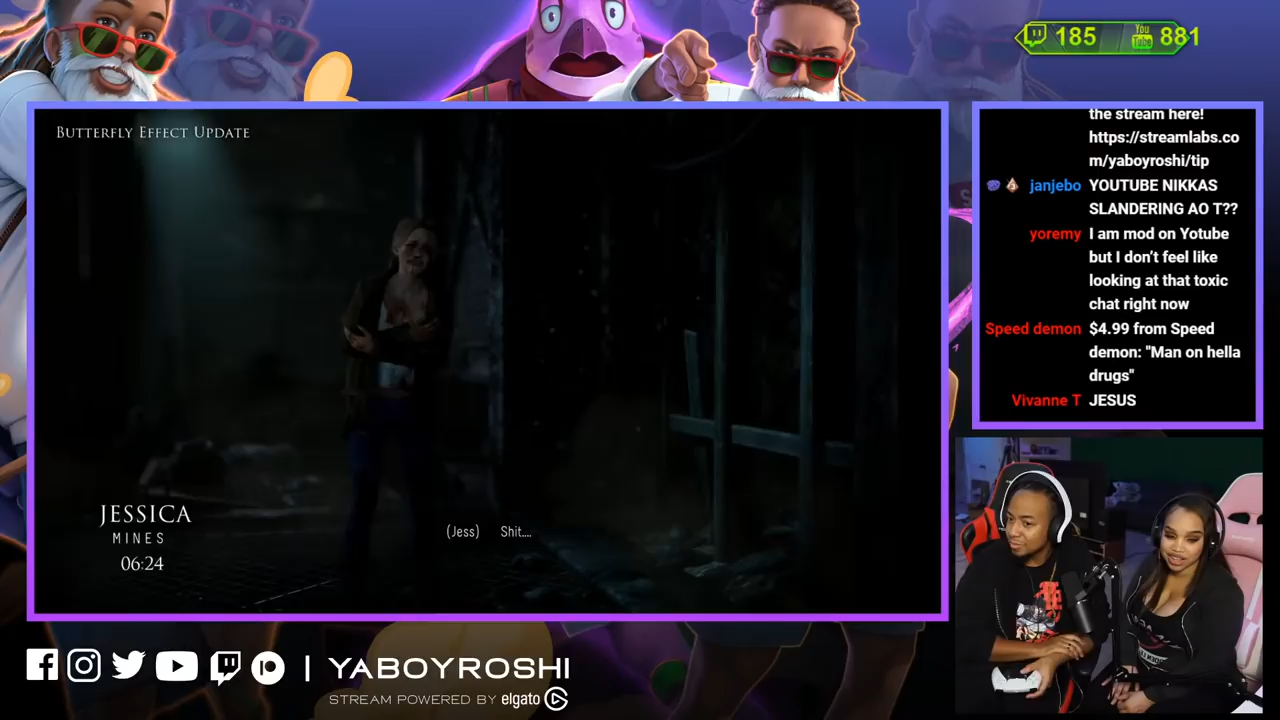 185
You
Tube
881
BUTTERFLY EFFECT UPDATE
JESSICA
MINES
06:24
(Jess) Shit....
the stream here!
https://streamlabs.co
m/yaboyroshi/tip
janjebo YOUTUBE NIKKAS
SLANDERING AO T??
yoremy I am mod on Yotube
but I don't feel like
looking at that toxic
chat right now
Speed demon $4.99 from Speed
demon: "Man on hella
drugs"
Vivanne T JESUS
| YABOYROSHI
STREAM POWERED BY elgato